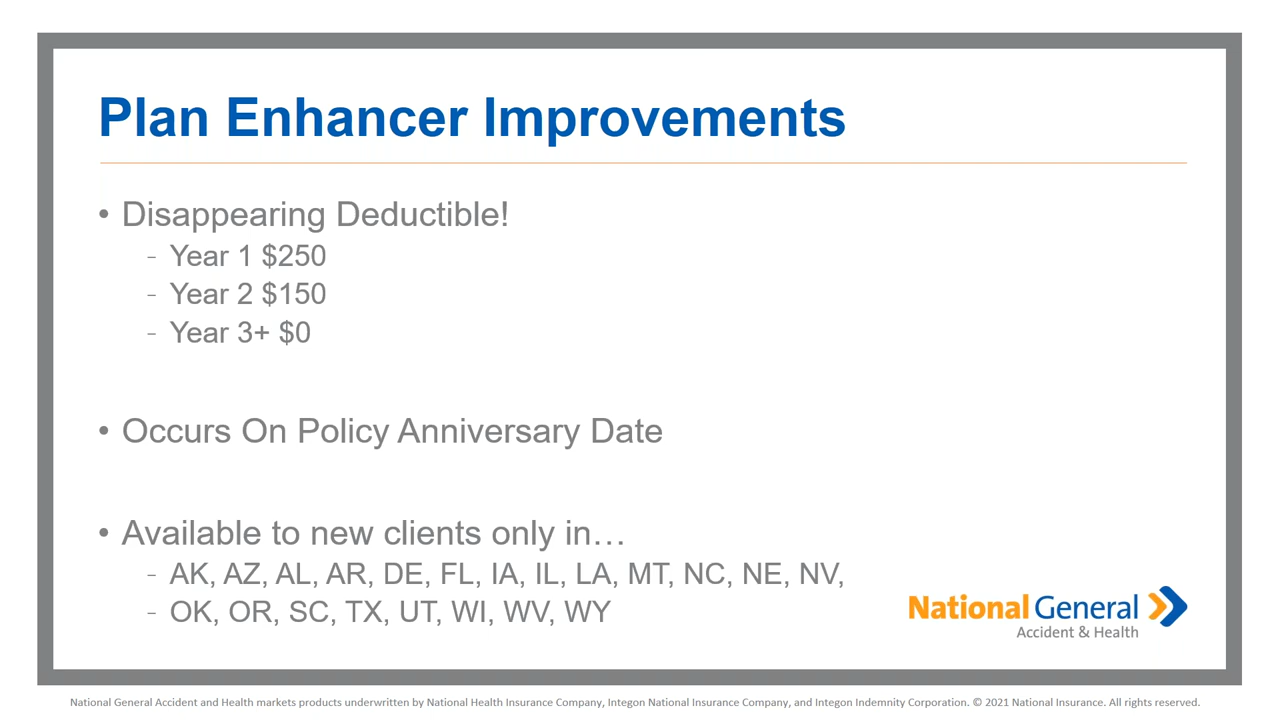 Plan Enhancer Improvements
• Disappearing Deductible!
- Year 1 $250
- Year 2 $150
- Year 3+ $0
• Occurs On Policy Anniversary Date
• Available to new clients only in…
- AK, AZ, AL, AR, DE, FL, IA, IL, LA, MT, NC, NE, NV,
- OK, OR, SC, TX, UT, WI, WV, WY
National General
Accident & Health
National General Accident and Health markets products underwritten by National Health Insurance Company, Integon National Insurance Company, and Integon Indemnity Corporation. © 2021 National Insurance. All rights reserved.